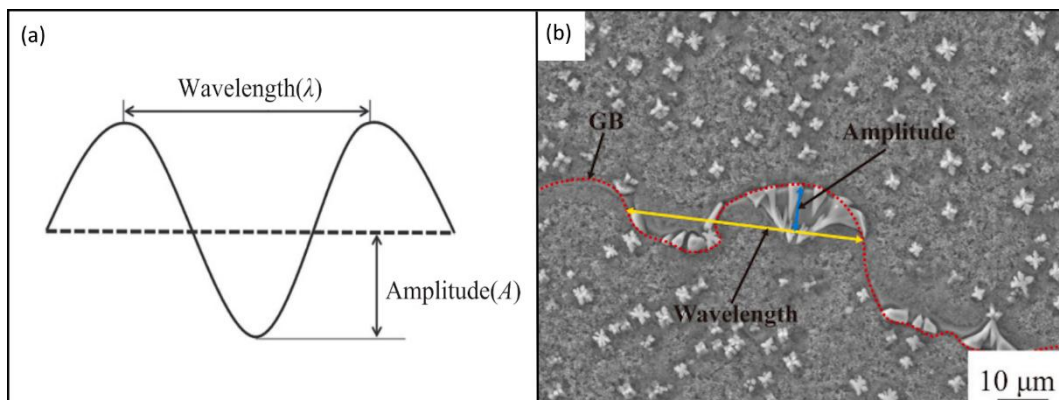 (a)
Wavelength(λ)
Amplitude(A)
(b)
GB
Amplitude
Wavelength
10 μm